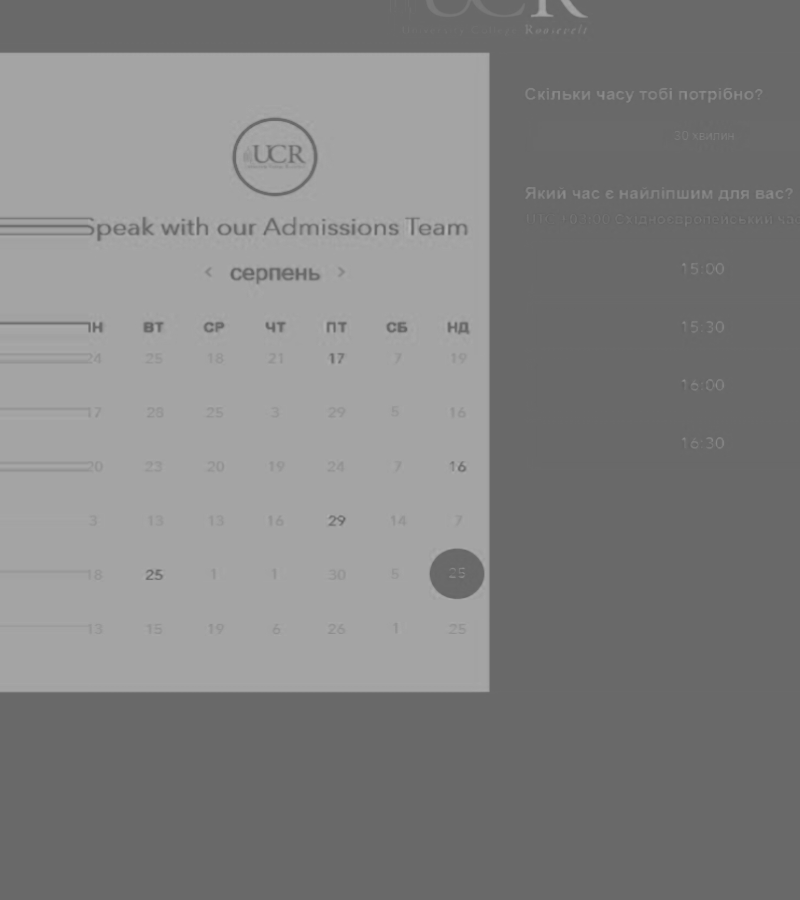 UCR
University College Roosevelt
UCR
Speak with our Admissions Team
‹ серпень ›
ПН ВТ СР ЧТ ПТ СБ НД
24 25 18 21 17 7 19
17 28 25 3 29 5 16
20 23 20 19 24 7 16
3 13 13 16 29 14 7
18 25 1 1 30 5 25
13 15 19 6 26 1 25
Скільки часу тобі потрібно?
30 хвилин
Який час є найліпшим для вас?
Східноєвропейський час
15:00
15:30
16:00
16:30